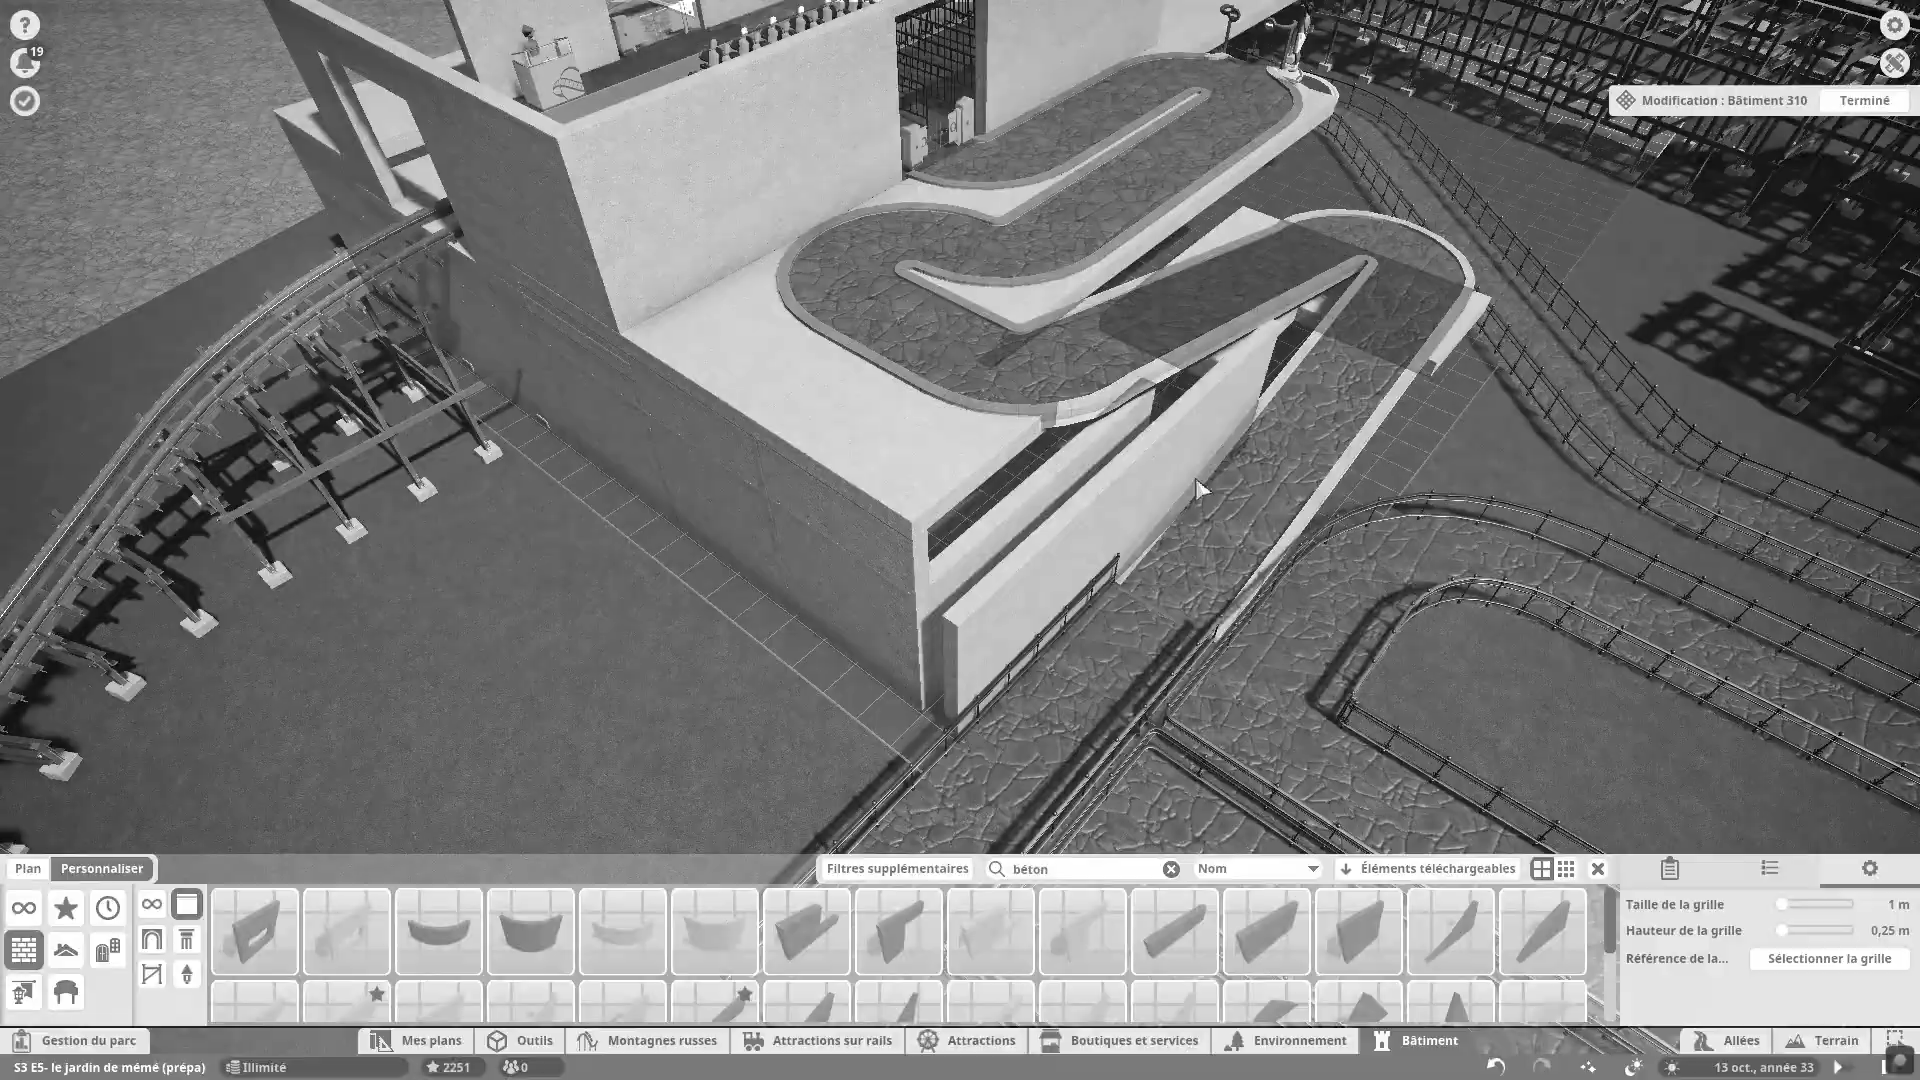 ?
19
Modification : Bâtiment 310
Terminé
Plan
Personnaliser
Filtres supplémentaires
béton
Nom
Éléments téléchargeables
Taille de la grille
1 m
Hauteur de la grille
0,25 m
Référence de la...
Sélectionner la grille
Gestion du parc
Mes plans
Outils
Montagnes russes
Attractions sur rails
Attractions
Boutiques et services
Environnement
Bâtiment
Allées
Terrain
S3 E5- le jardin de mémé (prépa)
Illimité
2251
0
13 oct., année 33